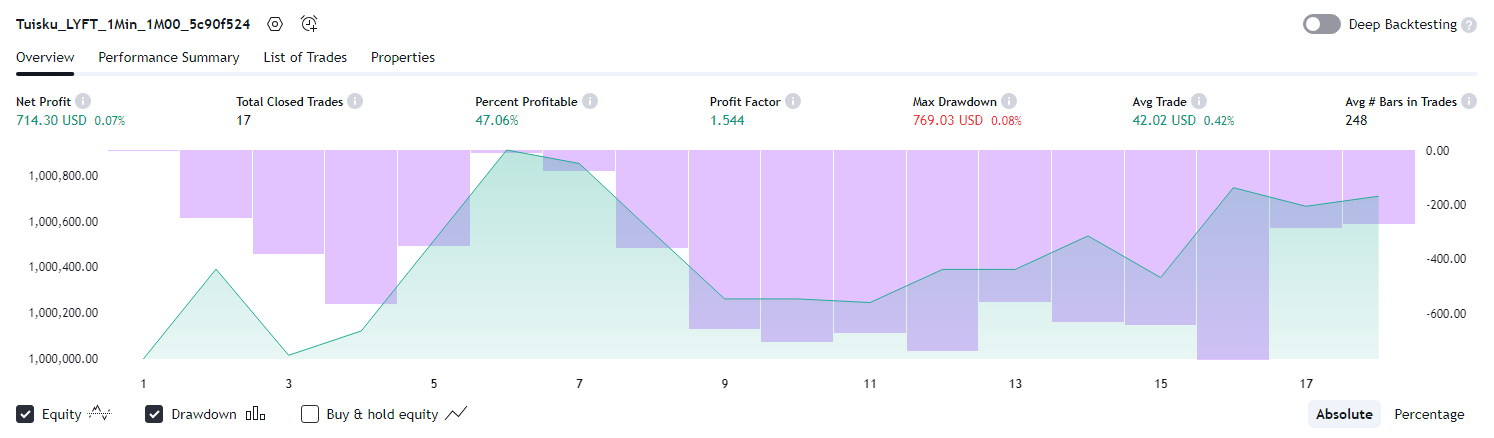 Tuisku_LYFT_1Min_1M00_5c90f524 Deep Backtesting ?
Overview Performance Summary List of Trades Properties
Net Profit i Total Closed Trades i Percent Profitable i Profit Factor i Max Drawdown i Avg Trade i Avg # Bars in Trades i
714.30 USD 0.07% 17 47.06% 1.544 769.03 USD 0.08% 42.02 USD 0.42% 248
0.00
1,000,800.00
-200.00
1,000,600.00
-400.00
1,000,400.00
1,000,200.00 -600.00
1,000,000.00
1 3 5 7 9 11 13 15 17
Equity Drawdown Buy & hold equity Absolute Percentage